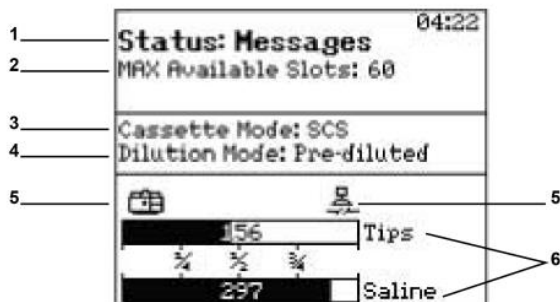 04:22
1 Status: Messages
2 MAX Available Slots: 60
3 Cassette Mode: SCS
4 Dilution Mode: Pre-diluted
5 5
156 Tips
¼ ½ ¾
6
297 Saline